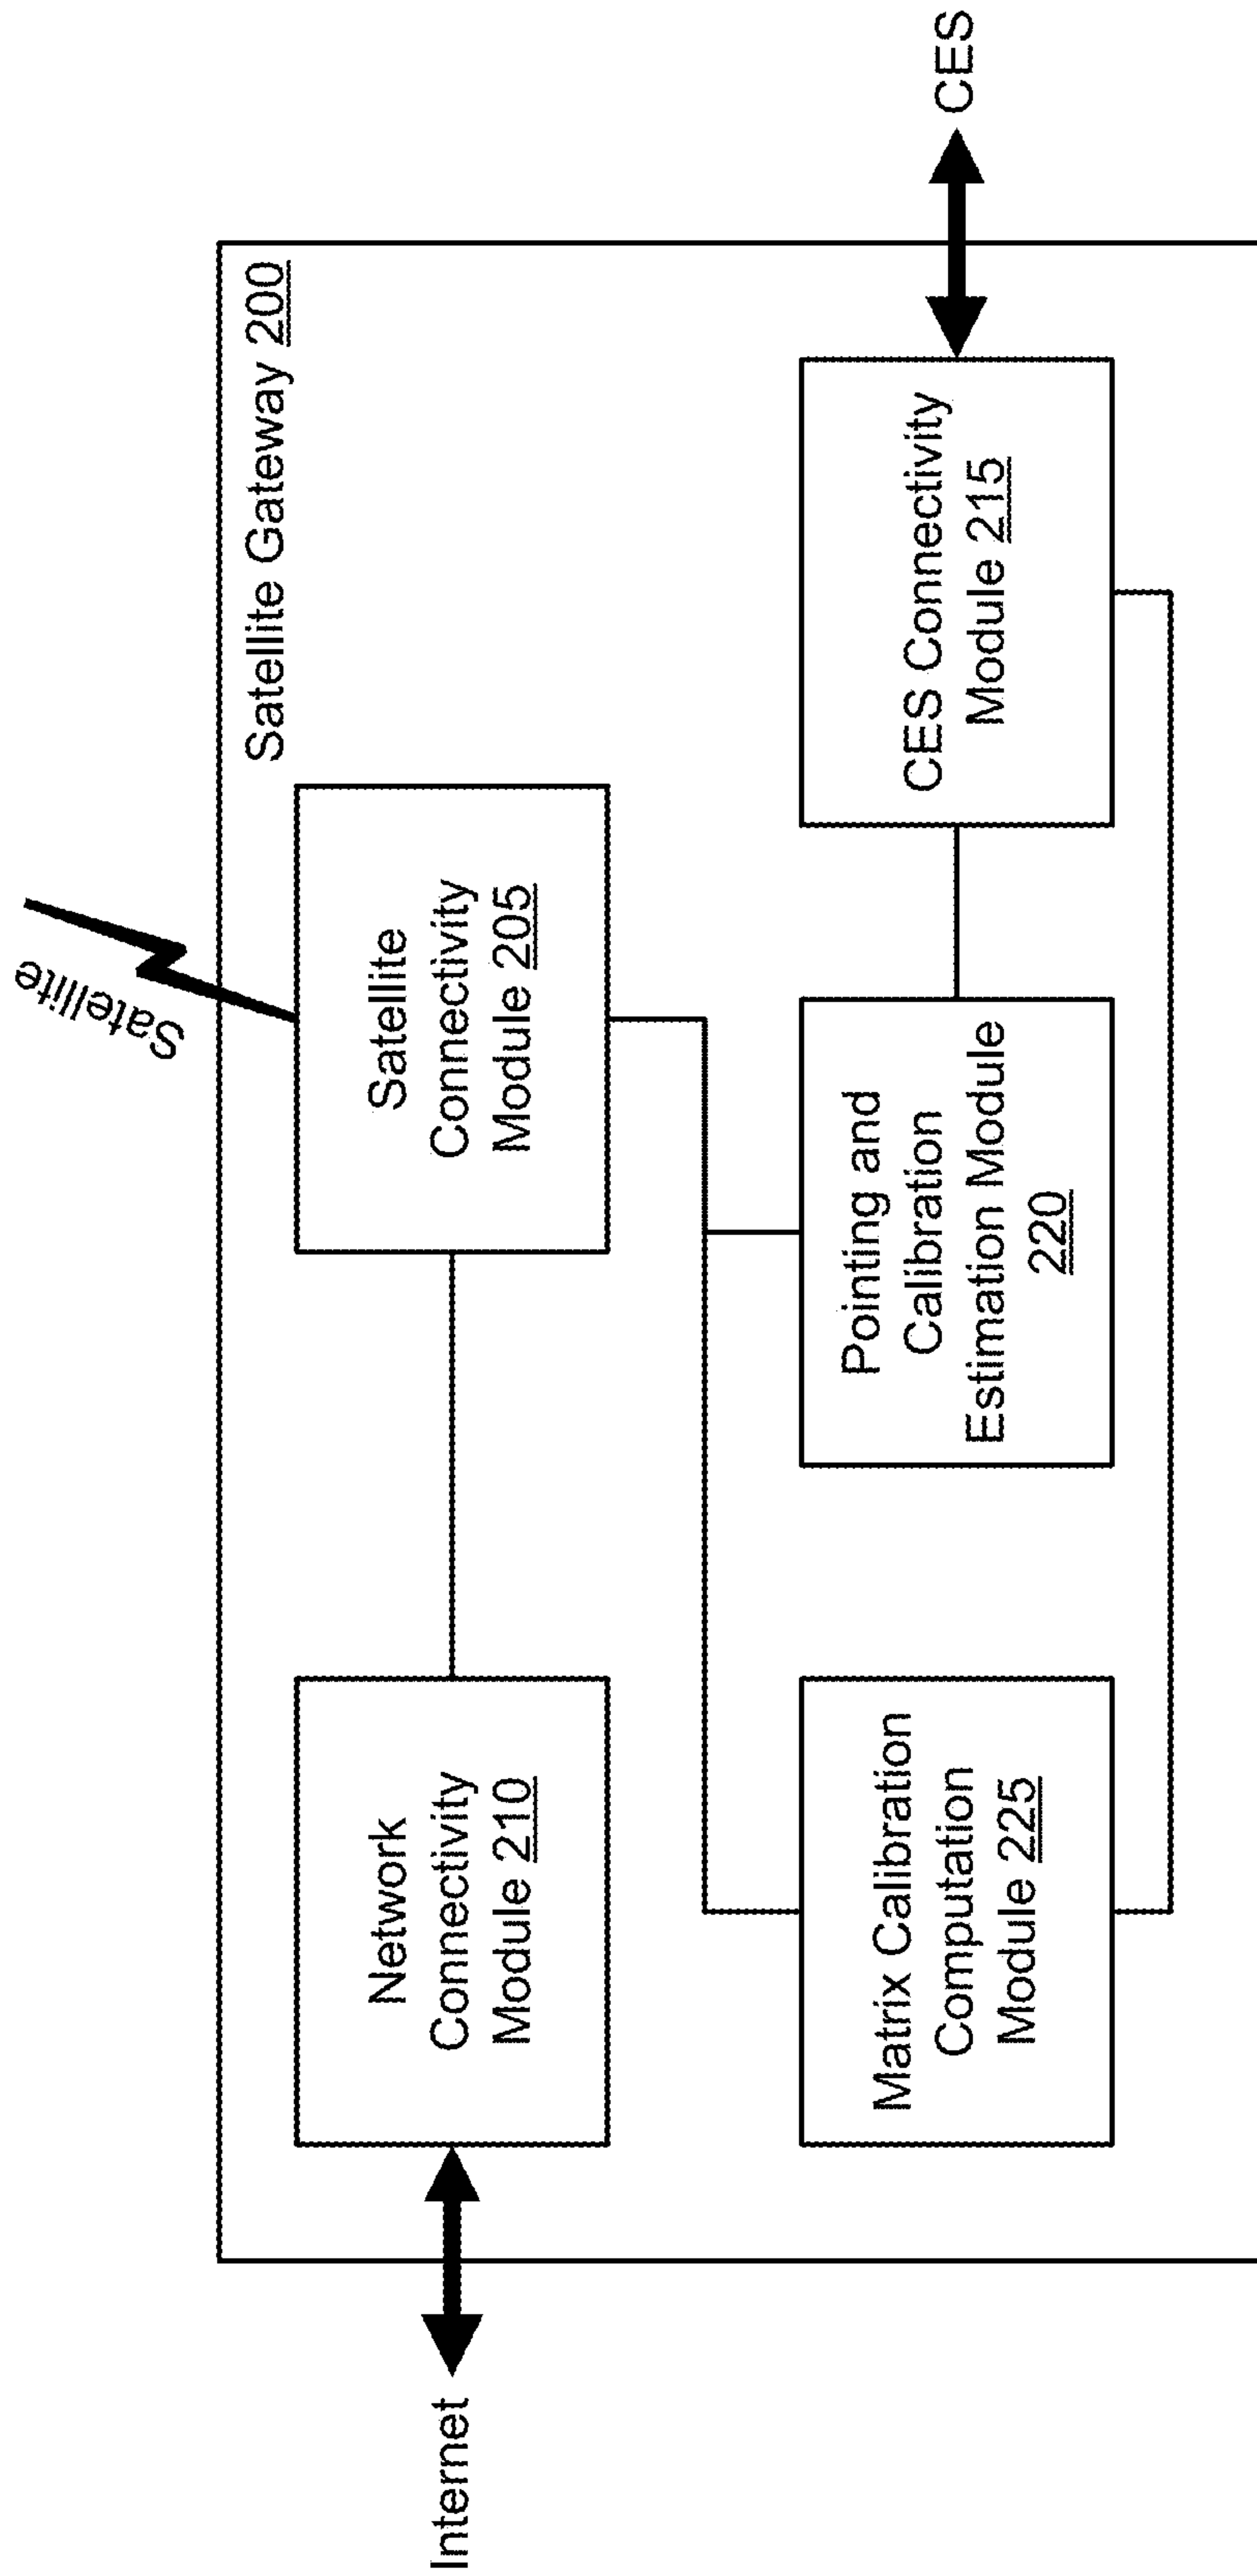 Satellite
Satellite Gateway 200
Internet
Network
Connectivity
Module 210
Satellite
Connectivity
Module 205
Matrix Calibration
Computation
Module 225
Pointing and
Calibration
Estimation Module
220
CES Connectivity
Module 215
CES